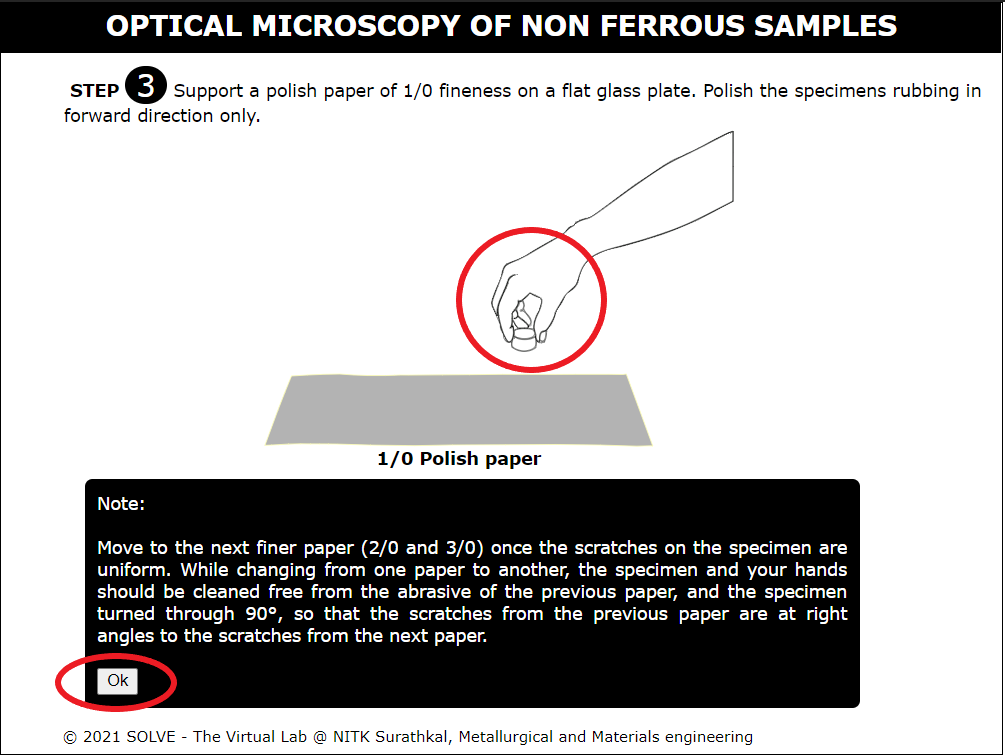 OPTICAL MICROSCOPY OF NON FERROUS SAMPLES
STEP 3 Support a polish paper of 1/0 fineness on a flat glass plate. Polish the specimens rubbing in
forward direction only.
1/0 Polish paper
Note:
Move to the next finer paper (2/0 and 3/0) once the scratches on the specimen are
uniform. While changing from one paper to another, the specimen and your hands
should be cleaned free from the abrasive of the previous paper, and the specimen
turned through 90°, so that the scratches from the previous paper are at right
angles to the scratches from the next paper.
Ok
© 2021 SOLVE - The Virtual Lab @ NITK Surathkal, Metallurgical and Materials engineering